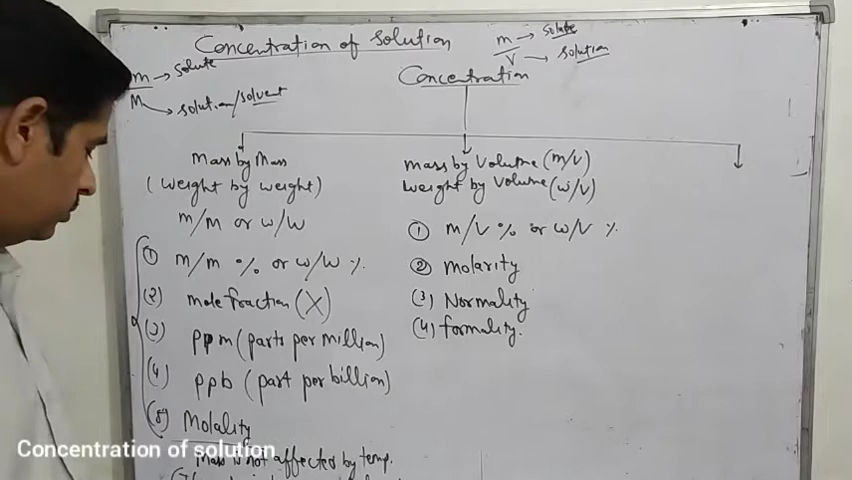 Concentration of solution
m → solute
V → solution
m → solute
M → solution/solvent
Concentration
Mass by Mass
(weight by weight)
m/m or w/w
① m/m % or w/w %.
(2) mole fraction (X)
(3) ppm (parts per million)
(4) ppb (part per billion)
(5) Molality
mass is not affected by temp.
mass by Volume (m/v)
weight by volume (w/v)
① m/v % or w/v %.
② molarity
(3) Normality
(4) formality.
Concentration of solution